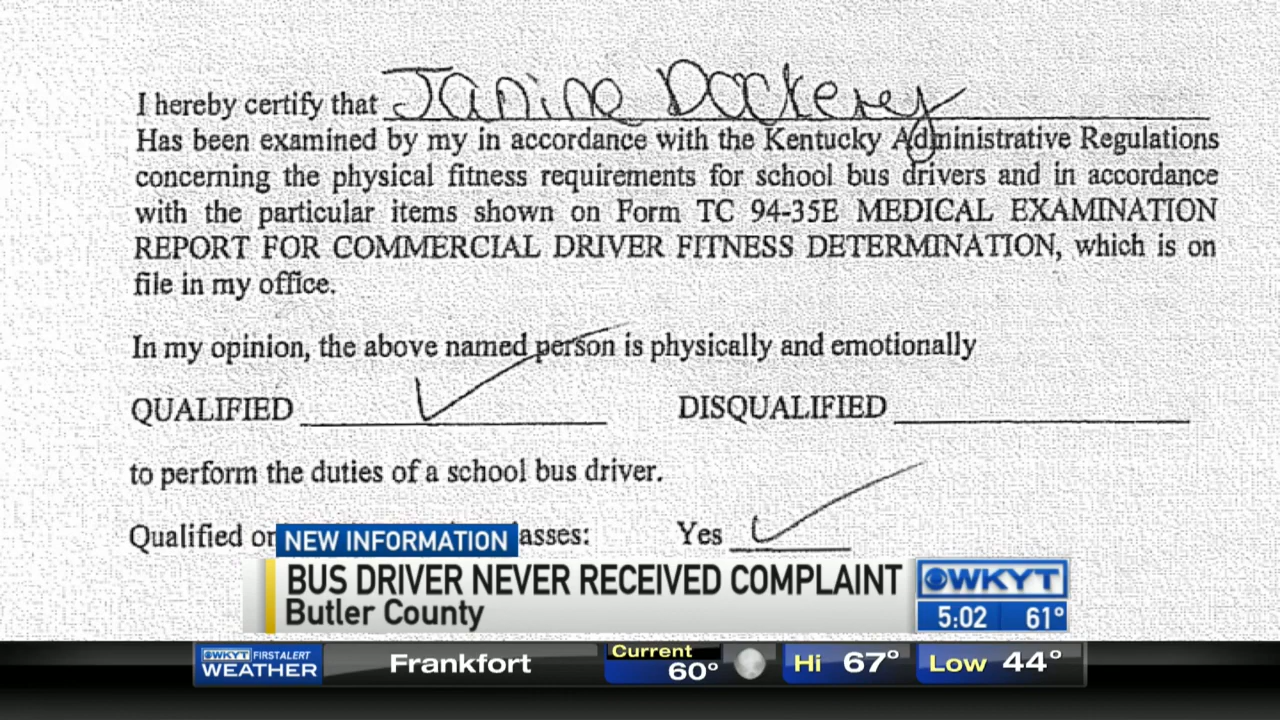 I hereby certify that Janine Dockerey
Has been examined by my in accordance with the Kentucky Administrative Regulations
concerning the physical fitness requirements for school bus drivers and in accordance
with the particular items shown on Form TC 94-35E MEDICAL EXAMINATION
REPORT FOR COMMERCIAL DRIVER FITNESS DETERMINATION, which is on
file in my office.
In my opinion, the above named person is physically and emotionally
QUALIFIED DISQUALIFIED
to perform the duties of a school bus driver.
Qualified asses: Yes
NEW INFORMATION
BUS DRIVER NEVER RECEIVED COMPLAINT
Butler County
WKYT
5:02 61°
WKYT FIRSTALERT
WEATHER
Frankfort
Current
60°
Hi 67°
Low 44°